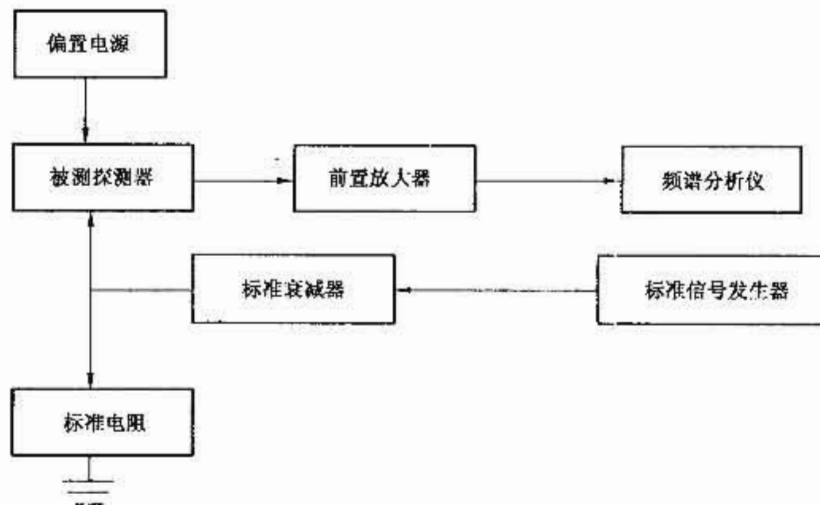 偏置电源
被测探测器
前置放大器
频谱分析仪
标准衰减器
标准信号发生器
标准电阻